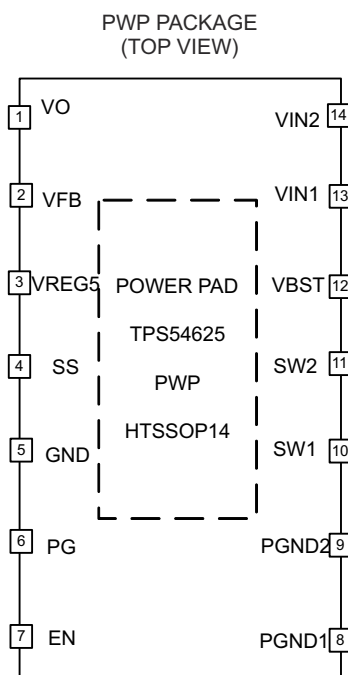 PWP PACKAGE
(TOP VIEW)
1 VO
VIN2 14
2 VFB
VIN1 13
3 VREG5
POWER PAD
VBST 12
TPS54625
4 SS
PWP
SW2 11
HTSSOP14
5 GND
SW1 10
6 PG
PGND2 9
7 EN
PGND1 8